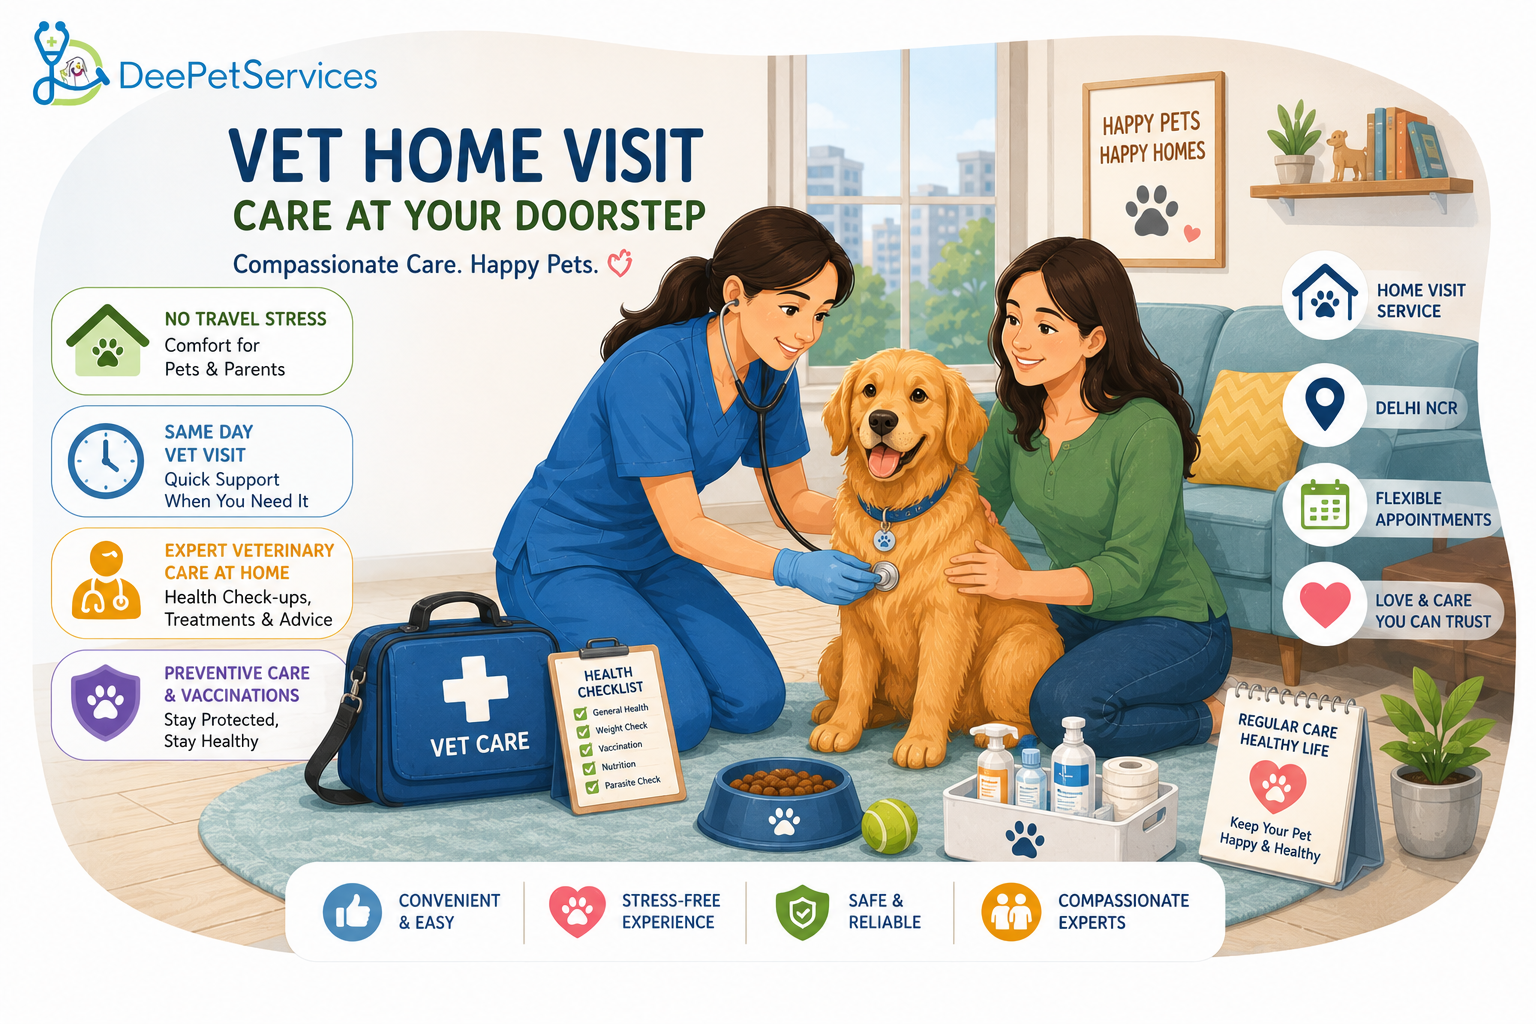 DeePetServices
VET HOME VISIT
CARE AT YOUR DOORSTEP
Compassionate Care. Happy Pets.
NO TRAVEL STRESS
Comfort for
Pets & Parents
SAME DAY
VET VISIT
Quick Support
When You Need It
EXPERT VETERINARY
CARE AT HOME
Health Check-ups,
Treatments & Advice
PREVENTIVE CARE
& VACCINATIONS
Stay Protected,
Stay Healthy
VET CARE
HEALTH
CHECKLIST
General Health
Weight Check
Vaccination
Nutrition
Parasite Check
HAPPY PETS
HAPPY HOMES
HOME VISIT
SERVICE
DELHI NCR
FLEXIBLE
APPOINTMENTS
LOVE & CARE
YOU CAN TRUST
REGULAR CARE
HEALTHY LIFE
Keep Your Pet
Happy & Healthy
CONVENIENT
& EASY
STRESS-FREE
EXPERIENCE
SAFE &
RELIABLE
COMPASSIONATE
EXPERTS